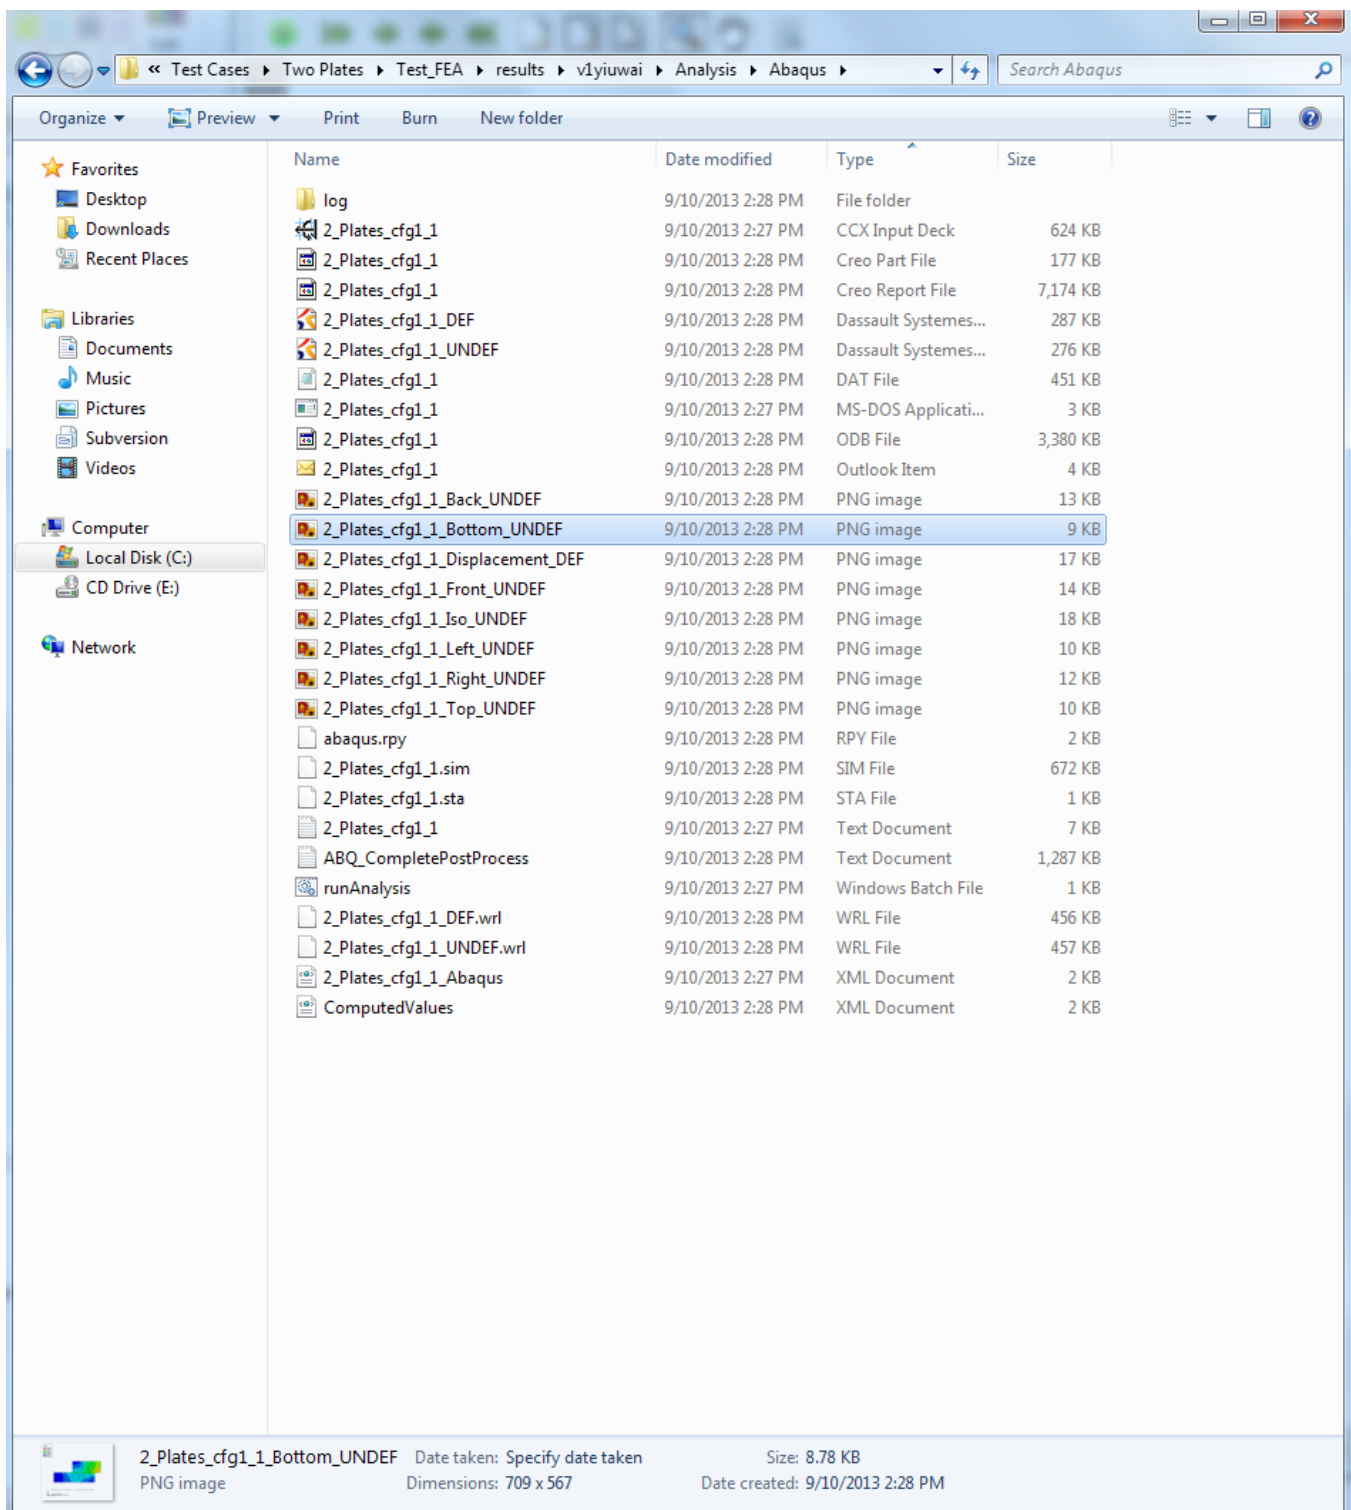 « Test Cases Two Plates Test_FEA results v1yiuwai Analysis Abaqus Search Abaqus
Organize Preview Print Burn New folder
Favorites
Desktop
Downloads
Recent Places
Libraries
Documents
Music
Pictures
Subversion
Videos
Computer
Local Disk (C:)
CD Drive (E:)
Network
Name Date modified Type Size
log 9/10/2013 2:28 PM File folder
2_Plates_cfg1_1 9/10/2013 2:27 PM CCX Input Deck 624 KB
2_Plates_cfg1_1 9/10/2013 2:28 PM Creo Part File 177 KB
2_Plates_cfg1_1 9/10/2013 2:28 PM Creo Report File 7,174 KB
2_Plates_cfg1_1_DEF 9/10/2013 2:28 PM Dassault Systemes... 287 KB
2_Plates_cfg1_1_UNDEF 9/10/2013 2:28 PM Dassault Systemes... 276 KB
2_Plates_cfg1_1 9/10/2013 2:28 PM DAT File 451 KB
2_Plates_cfg1_1 9/10/2013 2:27 PM MS-DOS Applicati... 3 KB
2_Plates_cfg1_1 9/10/2013 2:28 PM ODB File 3,380 KB
2_Plates_cfg1_1 9/10/2013 2:28 PM Outlook Item 4 KB
2_Plates_cfg1_1_Back_UNDEF 9/10/2013 2:28 PM PNG image 13 KB
2_Plates_cfg1_1_Bottom_UNDEF 9/10/2013 2:28 PM PNG image 9 KB
2_Plates_cfg1_1_Displacement_DEF 9/10/2013 2:28 PM PNG image 17 KB
2_Plates_cfg1_1_Front_UNDEF 9/10/2013 2:28 PM PNG image 14 KB
2_Plates_cfg1_1_Iso_UNDEF 9/10/2013 2:28 PM PNG image 18 KB
2_Plates_cfg1_1_Left_UNDEF 9/10/2013 2:28 PM PNG image 10 KB
2_Plates_cfg1_1_Right_UNDEF 9/10/2013 2:28 PM PNG image 12 KB
2_Plates_cfg1_1_Top_UNDEF 9/10/2013 2:28 PM PNG image 10 KB
abaqus.rpy 9/10/2013 2:28 PM RPY File 2 KB
2_Plates_cfg1_1.sim 9/10/2013 2:28 PM SIM File 672 KB
2_Plates_cfg1_1.sta 9/10/2013 2:28 PM STA File 1 KB
2_Plates_cfg1_1 9/10/2013 2:27 PM Text Document 7 KB
ABQ_CompletePostProcess 9/10/2013 2:28 PM Text Document 1,287 KB
runAnalysis 9/10/2013 2:27 PM Windows Batch File 1 KB
2_Plates_cfg1_1_DEF.wrl 9/10/2013 2:28 PM WRL File 456 KB
2_Plates_cfg1_1_UNDEF.wrl 9/10/2013 2:28 PM WRL File 457 KB
2_Plates_cfg1_1_Abaqus 9/10/2013 2:27 PM XML Document 2 KB
ComputedValues 9/10/2013 2:28 PM XML Document 2 KB
2_Plates_cfg1_1_Bottom_UNDEF Date taken: Specify date taken Size: 8.78 KB
PNG image Dimensions: 709 x 567 Date created: 9/10/2013 2:28 PM